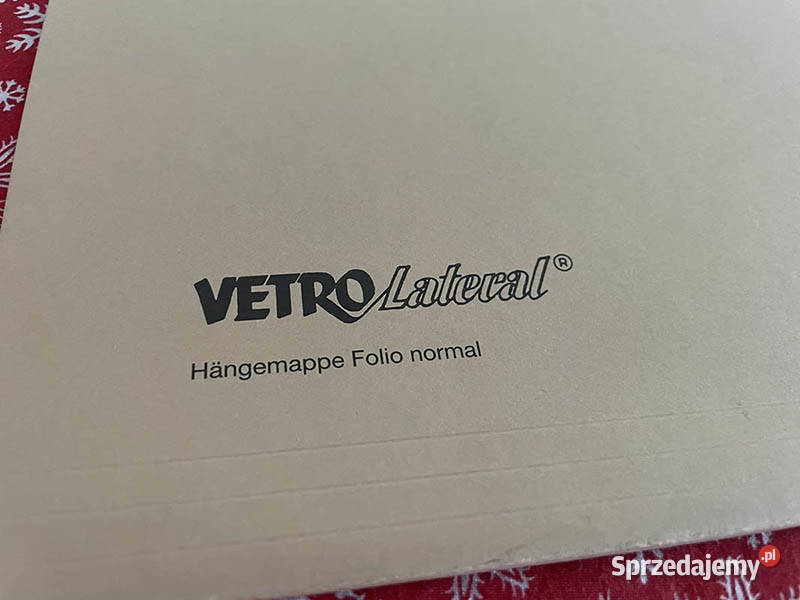 VETRO Lateral®
Hängemappe Folio normal
Sprzedajemy.pl